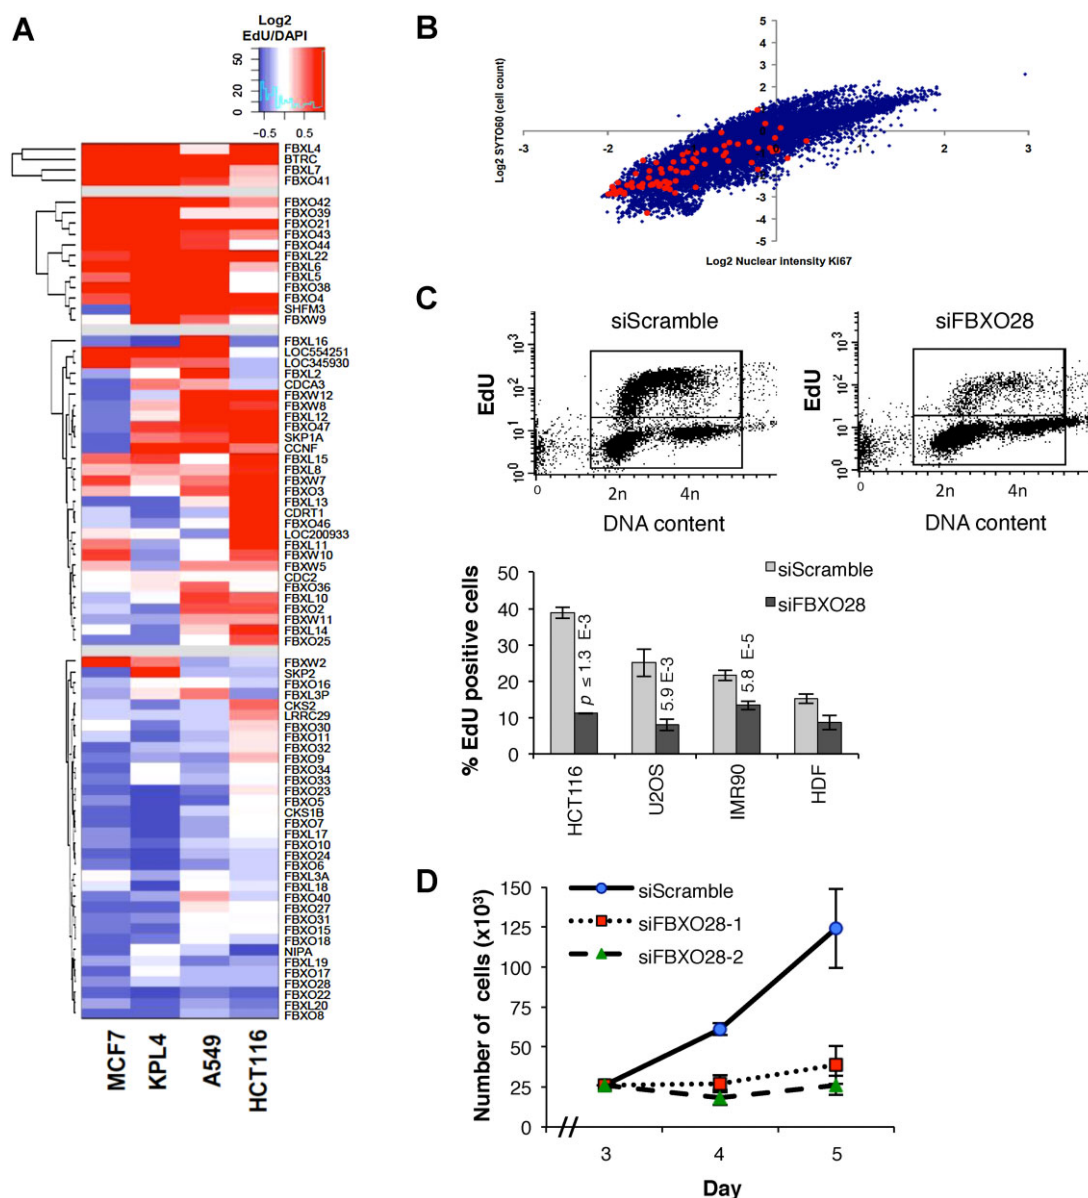 A
Log2
EdU/DAPI
0 20 40 60
−0.5 0.5
FBXL4
BTRC
FBXL7
FBXO41
FBXO42
FBXO39
FBXO21
FBXO43
FBXO44
FBXL22
FBXL6
FBXL5
FBXO38
FBXO4
SHFM3
FBXW9
FBXL16
LOC554251
LOC345930
FBXL2
CDCA3
FBXW12
FBXW8
FBXL12
FBXO47
SKP1A
CCNF
FBXL15
FBXL8
FBXW7
FBXO3
FBXL13
CDRT1
FBXO46
LOC200933
FBXL11
FBXW10
FBXW5
CDC2
FBXO36
FBXL10
FBXO2
FBXW11
FBXL14
FBXO25
FBXW2
SKP2
FBXO16
FBXL3P
CKS2
LRRC29
FBXO30
FBXO11
FBXO32
FBXO9
FBXO34
FBXO33
FBXO23
FBXO5
CKS1B
FBXO7
FBXL17
FBXO10
FBXO24
FBXO6
FBXL3A
FBXL18
FBXO40
FBXO27
FBXO31
FBXO15
FBXO18
NIPA
FBXL19
FBXO17
FBXO28
FBXO22
FBXL20
FBXO8
MCF7 KPL4 A549 HCT116
B
Log2 SYTO60 (cell count)
5
4
3
2
1
0
-1
-2
-3
-4
-5
-3 -2 -1 0 1 2 3
Log2 Nuclear intensity Ki67
C
siScramble
EdU
10³
10²
10¹
10⁰
0 2n 4n
DNA content
siFBXO28
EdU
10³
10²
10¹
10⁰
0 2n 4n
DNA content
% EdU positive cells
50
40
30
20
10
0
siScramble
siFBXO28
p ≤ 1.3 E-3
5.9 E-3
5.8 E-5
HCT116 U2OS IMR90 HDF
D
Number of cells (x10³)
150
125
100
75
50
25
0
siScramble
siFBXO28-1
siFBXO28-2
3 4 5
Day